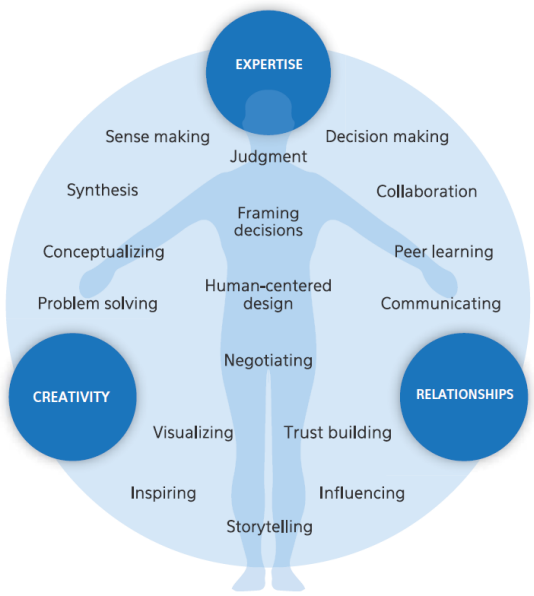 EXPERTISE
Sense making
Decision making
Judgment
Synthesis
Collaboration
Framing
decisions
Conceptualizing
Peer learning
Human-centered
design
Problem solving
Communicating
Negotiating
CREATIVITY
RELATIONSHIPS
Visualizing
Trust building
Inspiring
Influencing
Storytelling